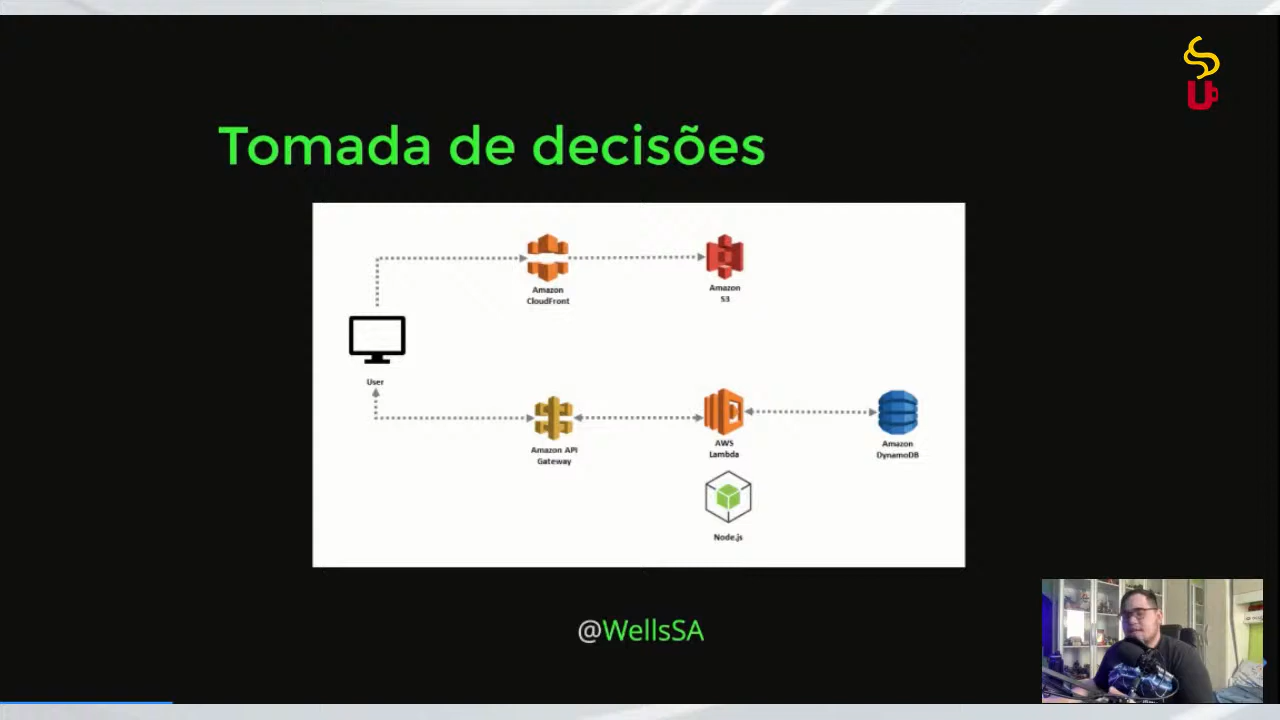 Tomada de decisões
Amazon
CloudFront
Amazon
S3
User
Amazon API
Gateway
AWS
Lambda
Amazon
DynamoDB
Node.js
@WellsSA